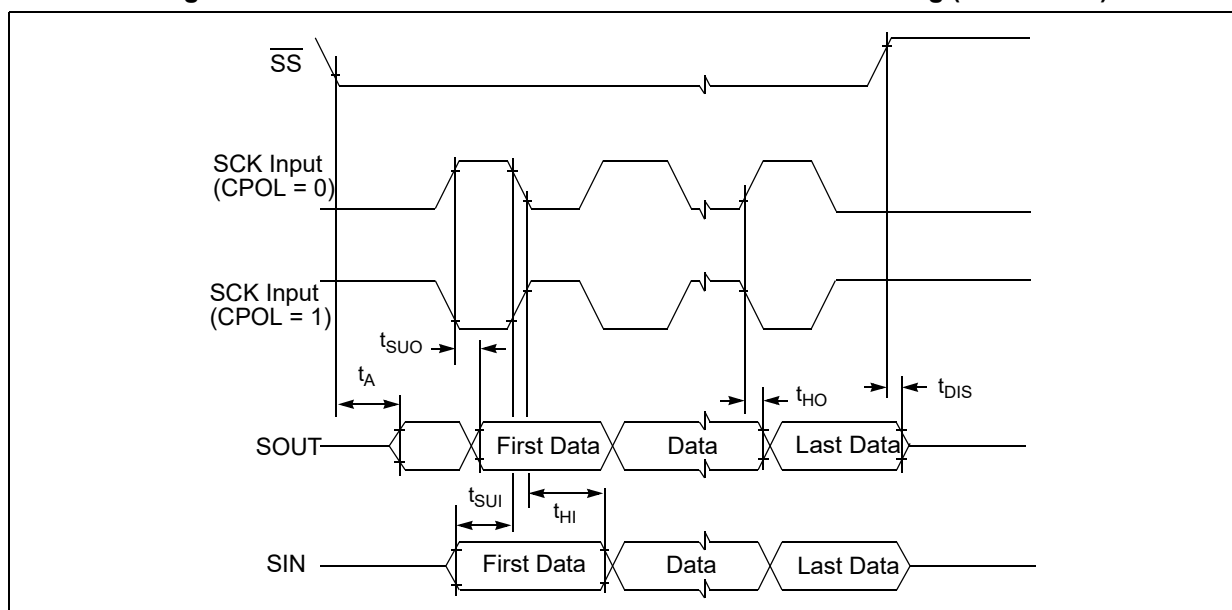 SS
SCK Input
(CPOL = 0)
SCK Input
(CPOL = 1)
tSUO
tA
tHO
tDIS
SOUT
First Data
Data
Last Data
tSUI
tHI
SIN
First Data
Data
Last Data